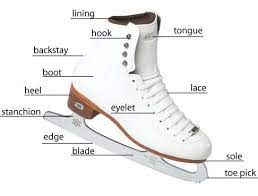 lining
hook
tongue
backstay
boot
heel
lace
stanchion
eyelet
edge
blade
sole
toe pick